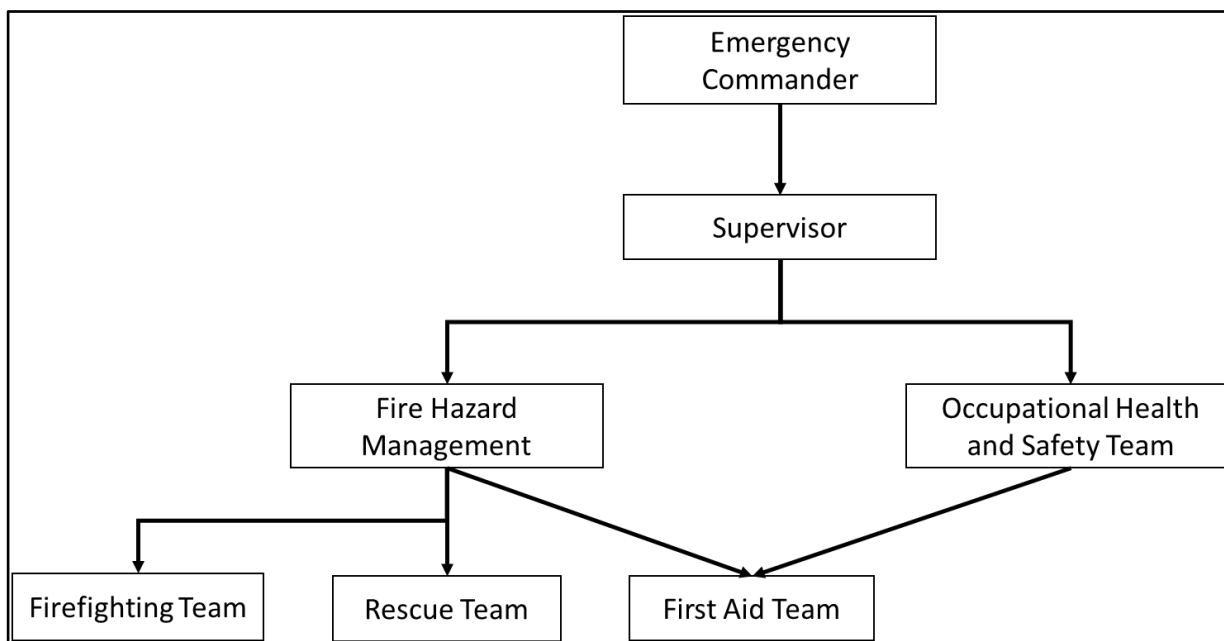 Emergency
Commander
Supervisor
Fire Hazard
Management
Occupational Health
and Safety Team
Firefighting Team
Rescue Team
First Aid Team